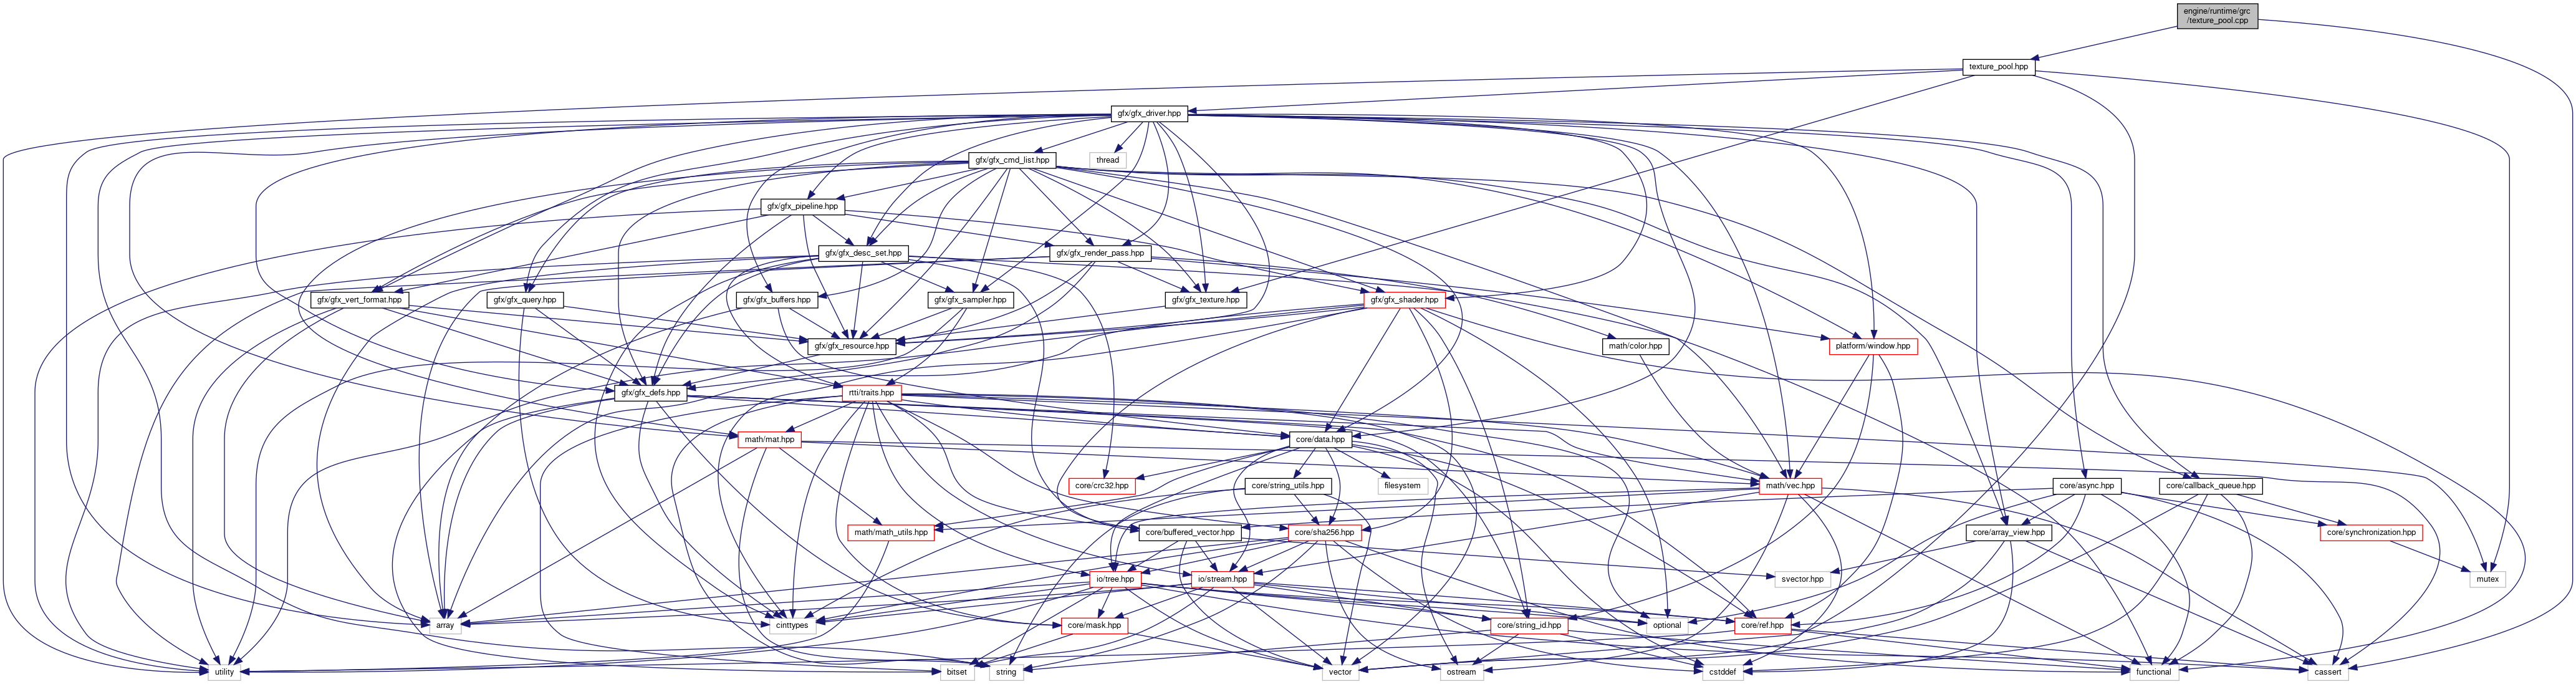 engine/runtime/grc
/texture_pool.cpp
texture_pool.hpp
gfx/gfx_driver.hpp
gfx/gfx_cmd_list.hpp
thread
gfx/gfx_pipeline.hpp
gfx/gfx_desc_set.hpp
gfx/gfx_render_pass.hpp
gfx/gfx_vert_format.hpp
gfx/gfx_query.hpp
gfx/gfx_buffers.hpp
gfx/gfx_sampler.hpp
gfx/gfx_texture.hpp
gfx/gfx_shader.hpp
gfx/gfx_resource.hpp
math/color.hpp
platform/window.hpp
gfx/gfx_defs.hpp
rtti/traits.hpp
math/mat.hpp
core/data.hpp
core/crc32.hpp
core/string_utils.hpp
filesystem
math/vec.hpp
core/async.hpp
core/callback_queue.hpp
math/math_utils.hpp
core/buffered_vector.hpp
core/sha256.hpp
core/array_view.hpp
core/synchronization.hpp
io/tree.hpp
io/stream.hpp
svector.hpp
mutex
array
cinttypes
core/mask.hpp
core/string_id.hpp
optional
core/ref.hpp
utility
bitset
string
vector
ostream
cstddef
functional
cassert